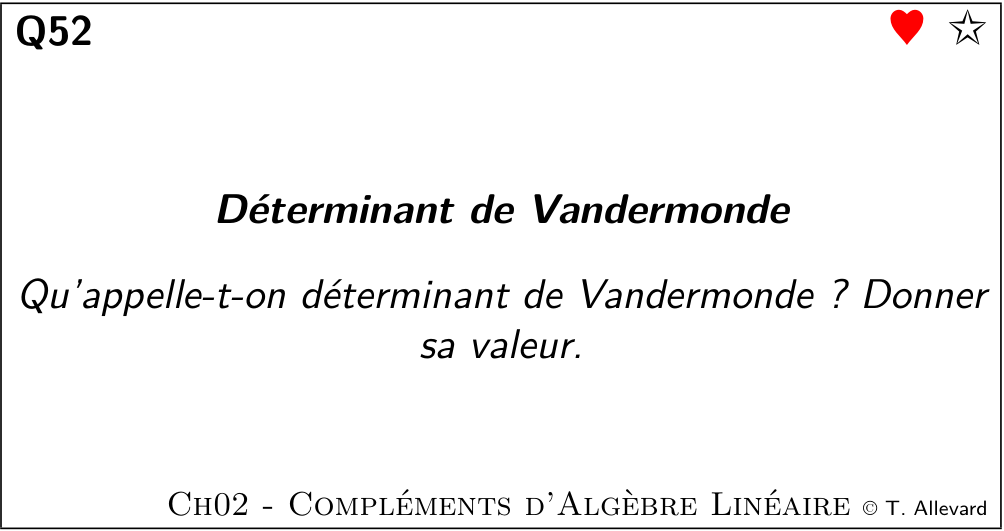 Q52
Déterminant de Vandermonde
Qu'appelle-t-on déterminant de Vandermonde ? Donner
sa valeur.
Ch02 - Compléments d'Algèbre Linéaire © T. Allevard